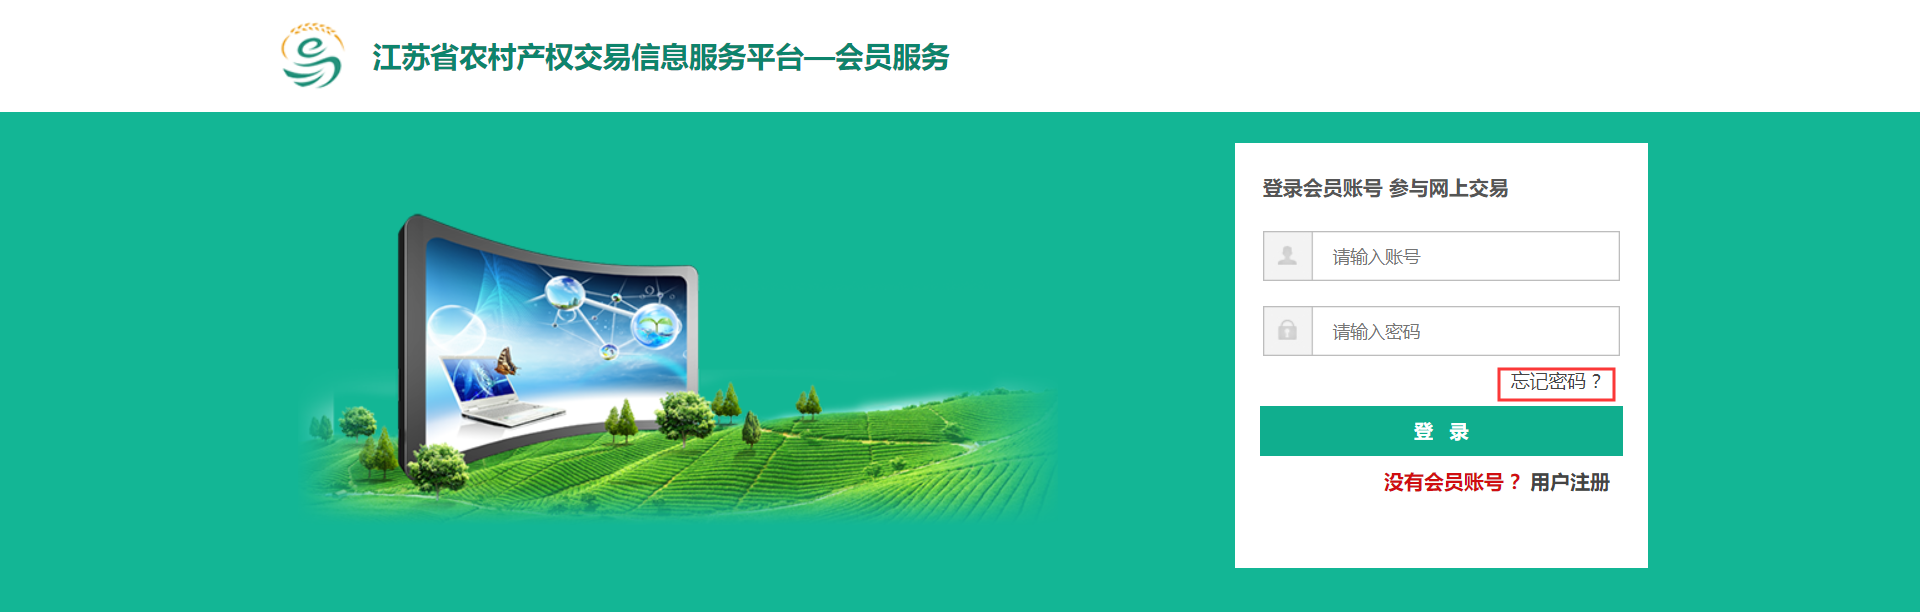 江苏省农村产权交易信息服务平台—会员服务
登录会员账号 参与网上交易
请输入账号
请输入密码
忘记密码？
登 录
没有会员账号？ 用户注册